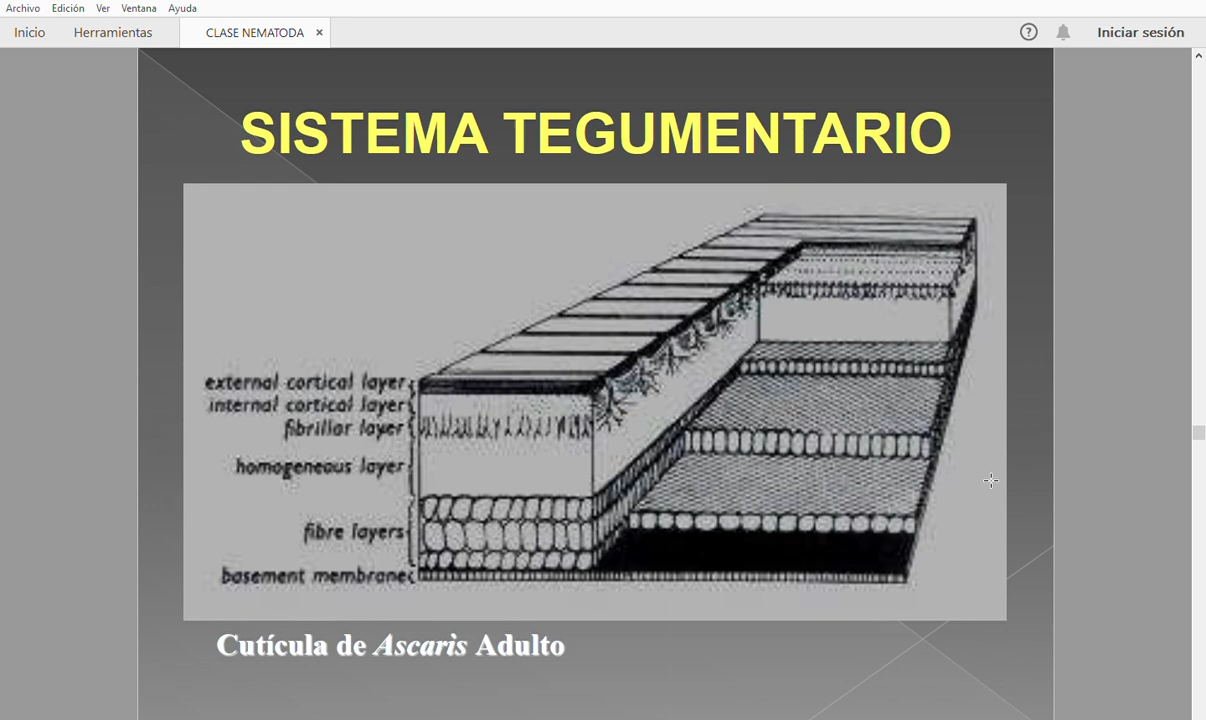 Archivo Edición Ver Ventana Ayuda
Inicio Herramientas CLASE NEMATODA × ? Iniciar sesión
SISTEMA TEGUMENTARIO
external cortical layer
internal cortical layer
fibrillar layer
homogeneous layer
fibre layers
basement membrane
Cutícula de Ascaris Adulto